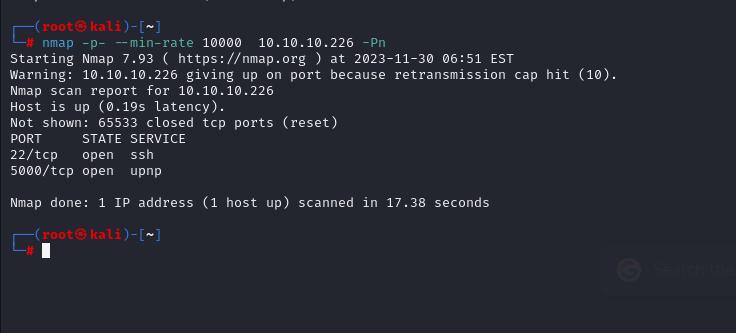 ┌──(root㉿kali)-[~]
└─# nmap -p- --min-rate 10000  10.10.10.226 -Pn
Starting Nmap 7.93 ( https://nmap.org ) at 2023-11-30 06:51 EST
Warning: 10.10.10.226 giving up on port because retransmission cap hit (10).
Nmap scan report for 10.10.10.226
Host is up (0.19s latency).
Not shown: 65533 closed tcp ports (reset)
PORT     STATE SERVICE
22/tcp   open  ssh
5000/tcp open  upnp
Nmap done: 1 IP address (1 host up) scanned in 17.38 seconds
┌──(root㉿kali)-[~]
└─#
Search the